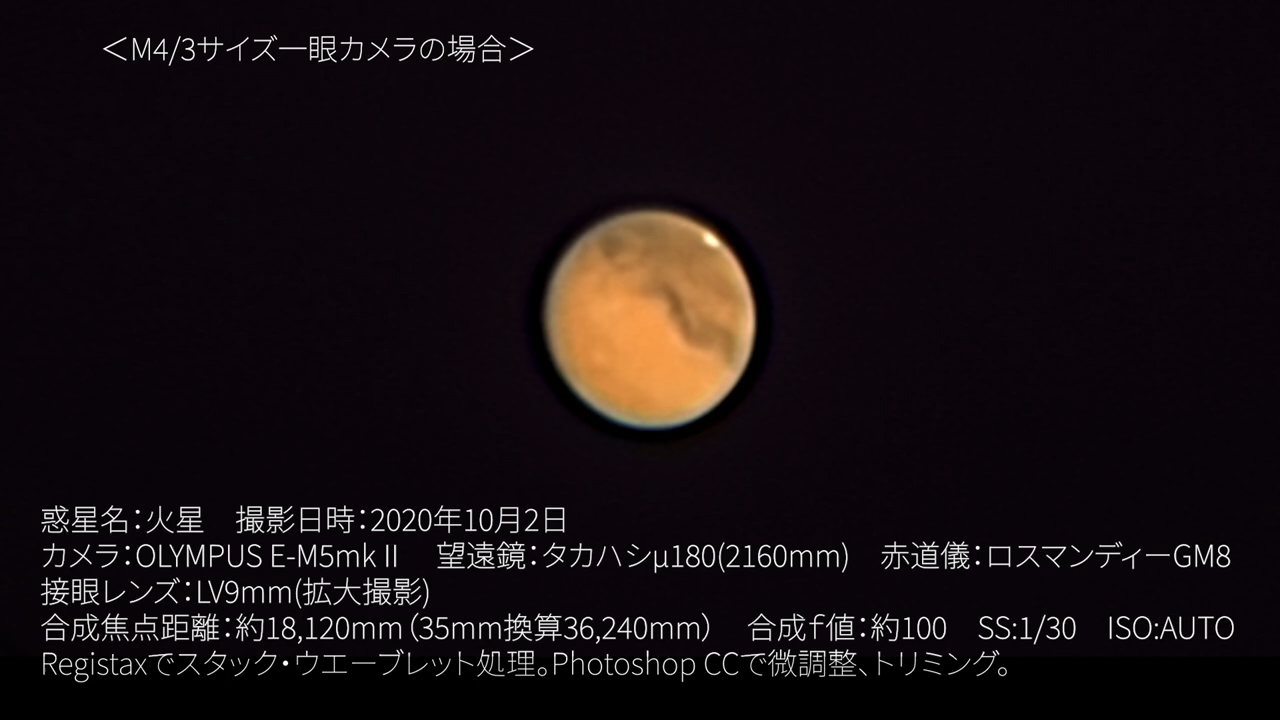 ＜M4/3サイズ一眼カメラの場合＞
惑星名：火星　撮影日時：2020年10月2日
カメラ：OLYMPUS E-M5mkⅡ　望遠鏡：タカハシμ180(2160mm)　赤道儀：ロスマンディーGM8
接眼レンズ：LV9mm(拡大撮影)
合成焦点距離：約18,120mm（35mm換算36,240mm）　合成ｆ値：約100　SS:1/30　ISO:AUTO
Registaxでスタック・ウエーブレット処理。Photoshop CCで微調整、トリミング。